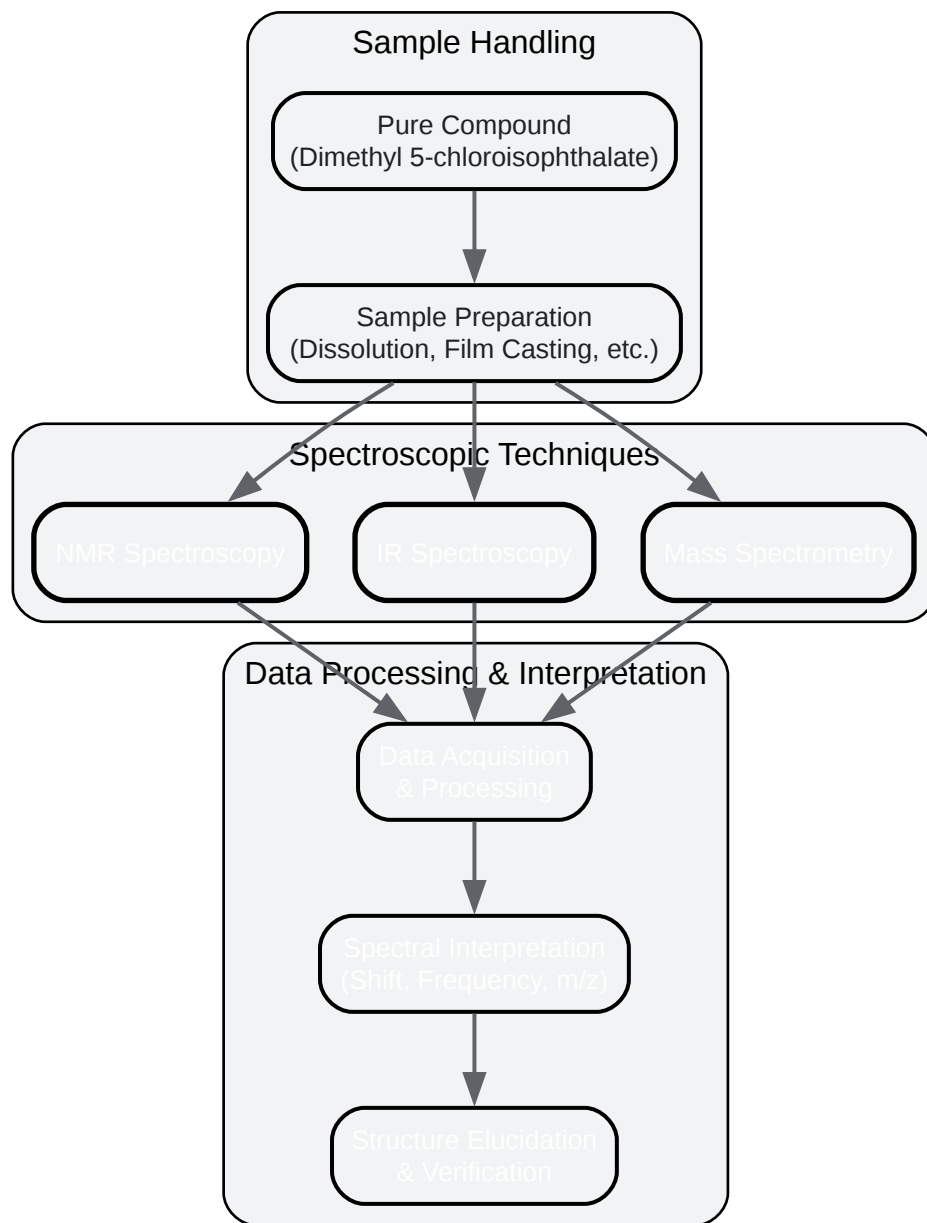 Sample Handling
Pure Compound
(Dimethyl 5-chloroisophthalate)
Sample Preparation
(Dissolution, Film Casting, etc.)
Spectroscopic Techniques
NMR Spectroscopy
IR Spectroscopy
Mass Spectrometry
Data Processing & Interpretation
Data Acquisition
& Processing
Spectral Interpretation
(Shift, Frequency, m/z)
Structure Elucidation
& Verification